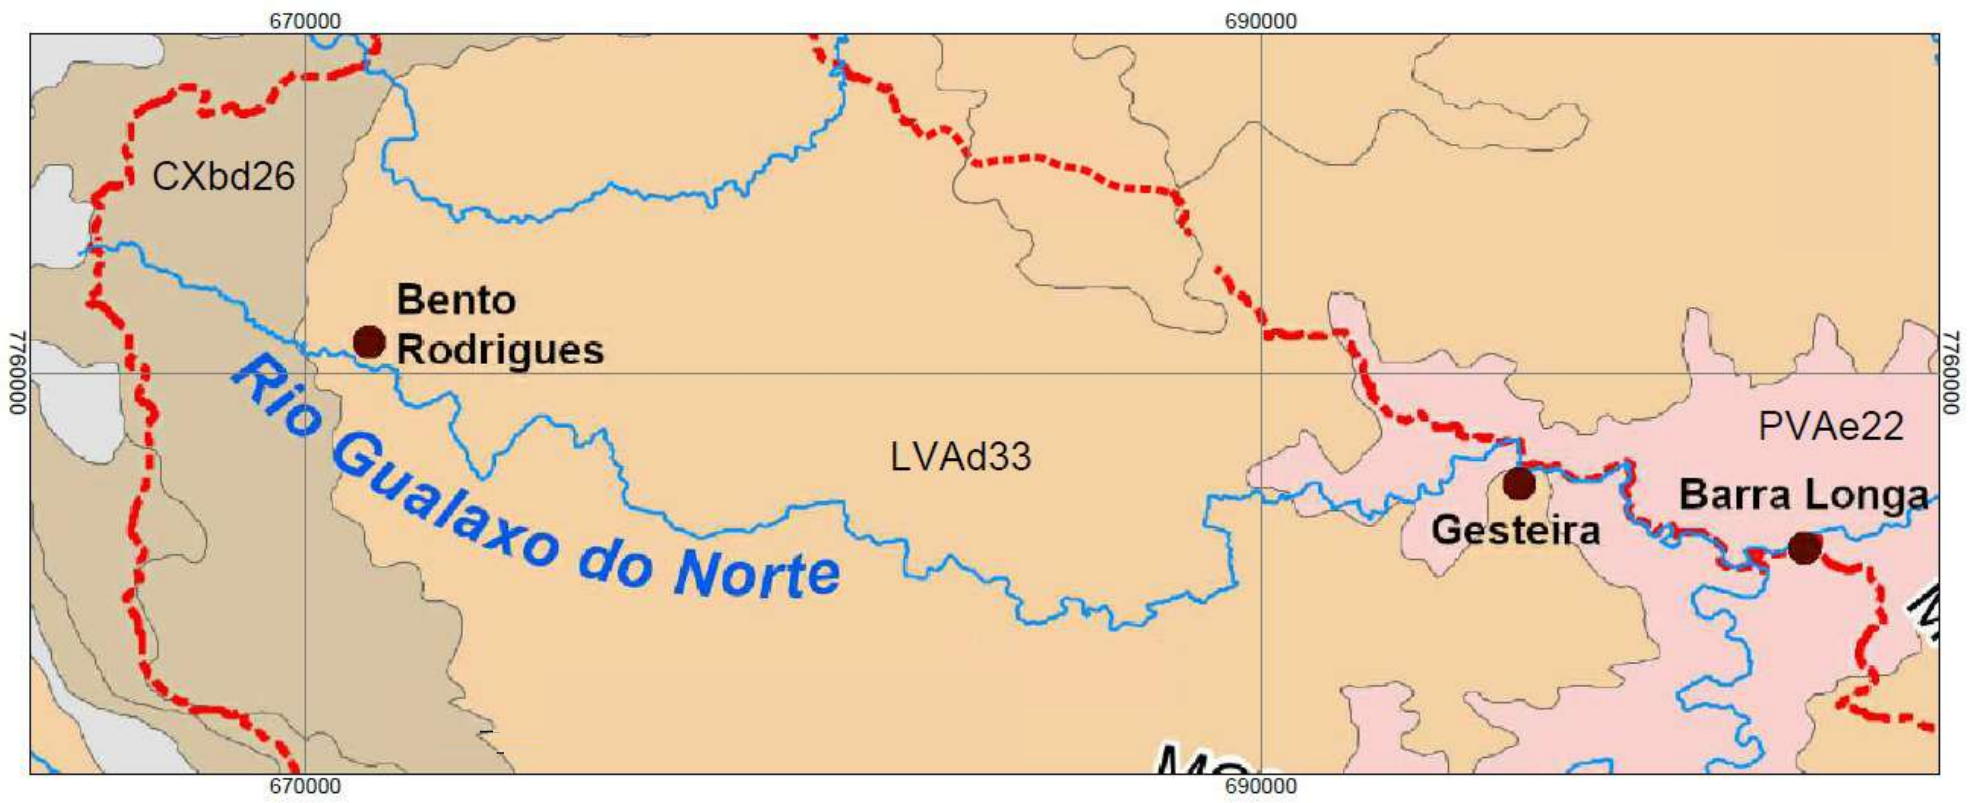 670000
690000
CXbd26
Bento
Rodrigues
7760000
7760000
Rio Gualaxo do Norte
LVAd33
PVAe22
Barra Longa
Gesteira
670000
690000